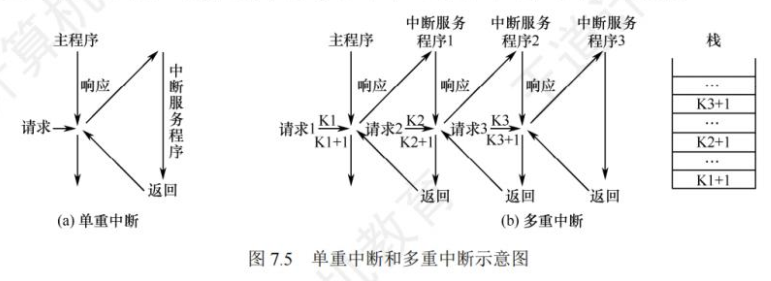 主程序
响应
中断服务程序
请求
返回
(a) 单重中断
主程序
中断服务
程序1
中断服务
程序2
中断服务
程序3
响应
响应
响应
请求1
K1
K1+1
请求2
K2
K2+1
请求3
K3
K3+1
返回
返回
返回
(b) 多重中断
栈
…
K3+1
…
K2+1
…
K1+1
图 7.5 单重中断和多重中断示意图